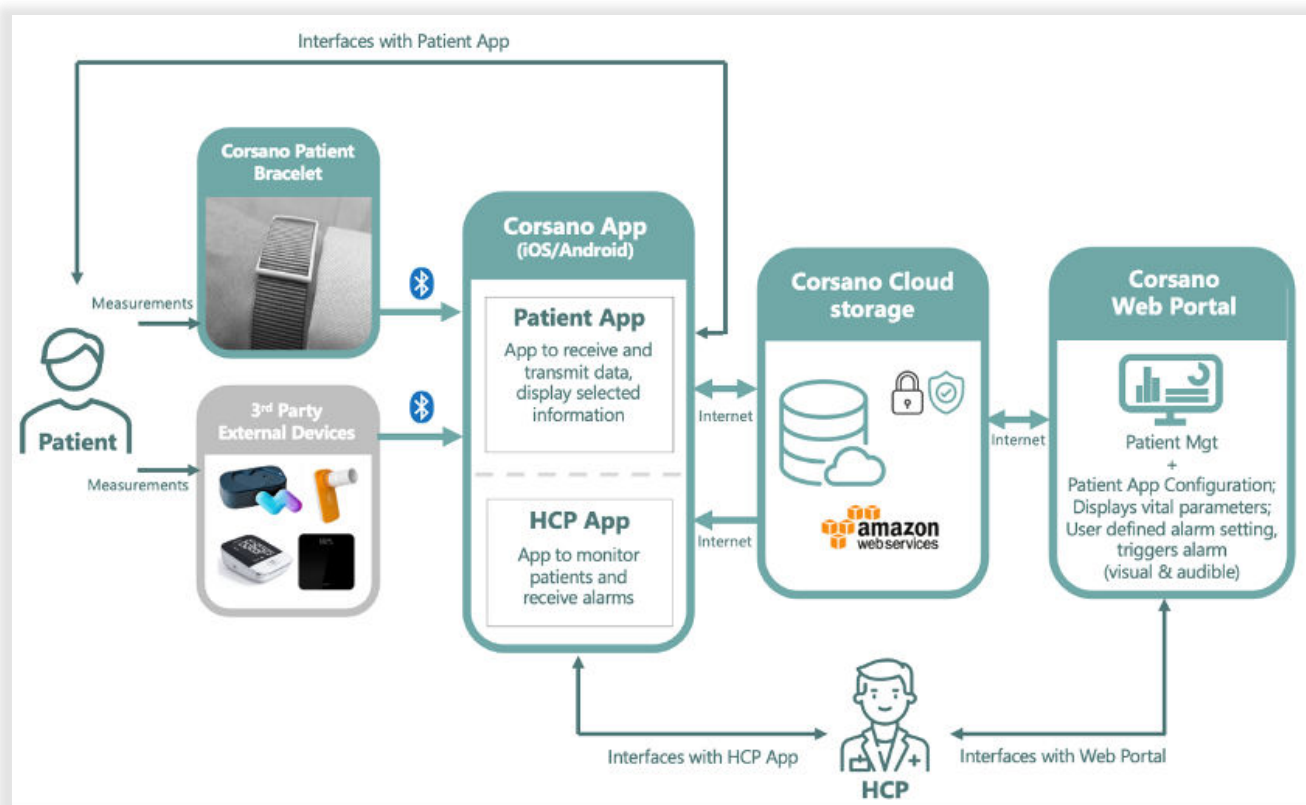 Interfaces with Patient App
Corsano Patient
Bracelet
Measurements
Patient
Measurements
3rd Party
External Devices
Corsano App
(iOS/Android)
Patient App
App to receive and
transmit data,
display selected
information
HCP App
App to monitor
patients and
receive alarms
Internet
Internet
Corsano Cloud
storage
amazon
webservices
Internet
Corsano
Web Portal
Patient Mgt
+
Patient App Configuration;
Displays vital parameters;
User defined alarm setting,
triggers alarm
(visual & audible)
Interfaces with HCP App
Interfaces with Web Portal
HCP